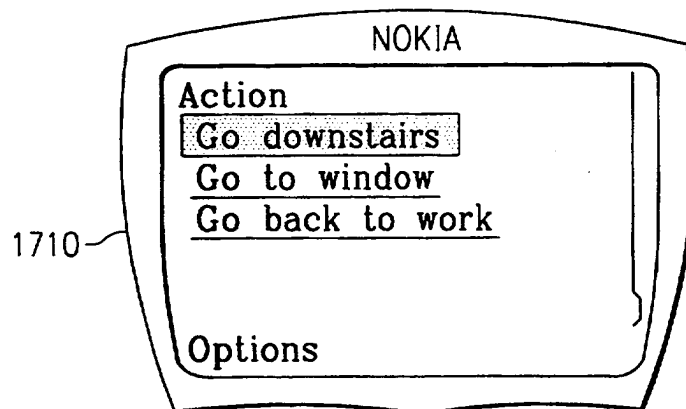 NOKIA
Action
Go downstairs
Go to window
Go back to work
1710
Options